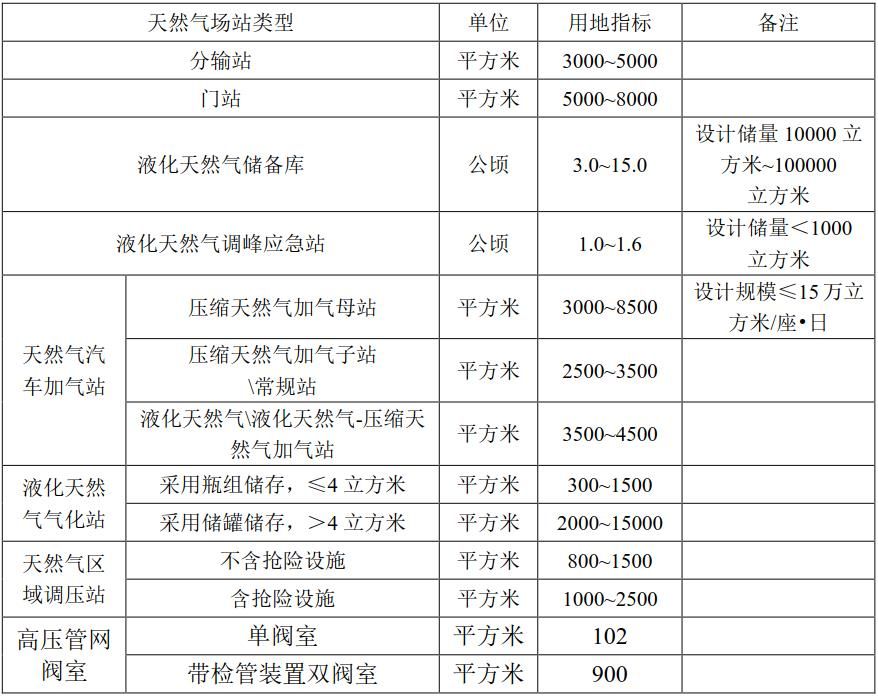 天然气场站类型 单位 用地指标 备注
分输站 平方米 3000~5000
门站 平方米 5000~8000
液化天然气储备库 公顷 3.0~15.0 设计储量 10000 立
方米~100000
立方米
液化天然气调峰应急站 公顷 1.0~1.6 设计储量＜1000
立方米
天然气汽
车加气站
压缩天然气加气母站 平方米 3000~8500 设计规模≤15 万立
方米/座•日
压缩天然气加气子站
\常规站 平方米 2500~3500
液化天然气\液化天然气-压缩天
然气加气站 平方米 3500~4500
液化天然
气气化站
采用瓶组储存，≤4 立方米 平方米 300~1500
采用储罐储存，＞4 立方米 平方米 2000~15000
天然气区
域调压站
不含抢险设施 平方米 800~1500
含抢险设施 平方米 1000~2500
高压管网
阀室
单阀室 平方米 102
带检管装置双阀室 平方米 900